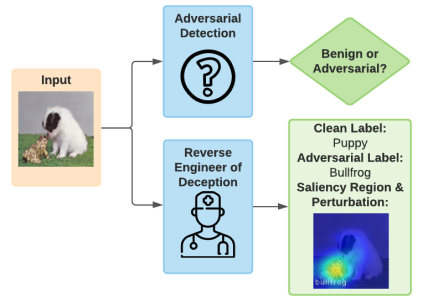 Input
Adversarial
Detection
?
Benign or
Adversarial?
Reverse
Engineer of
Deception
Clean Label:
Puppy
Adversarial Label:
Bullfrog
Saliency Region &
Perturbation:
bullfrog